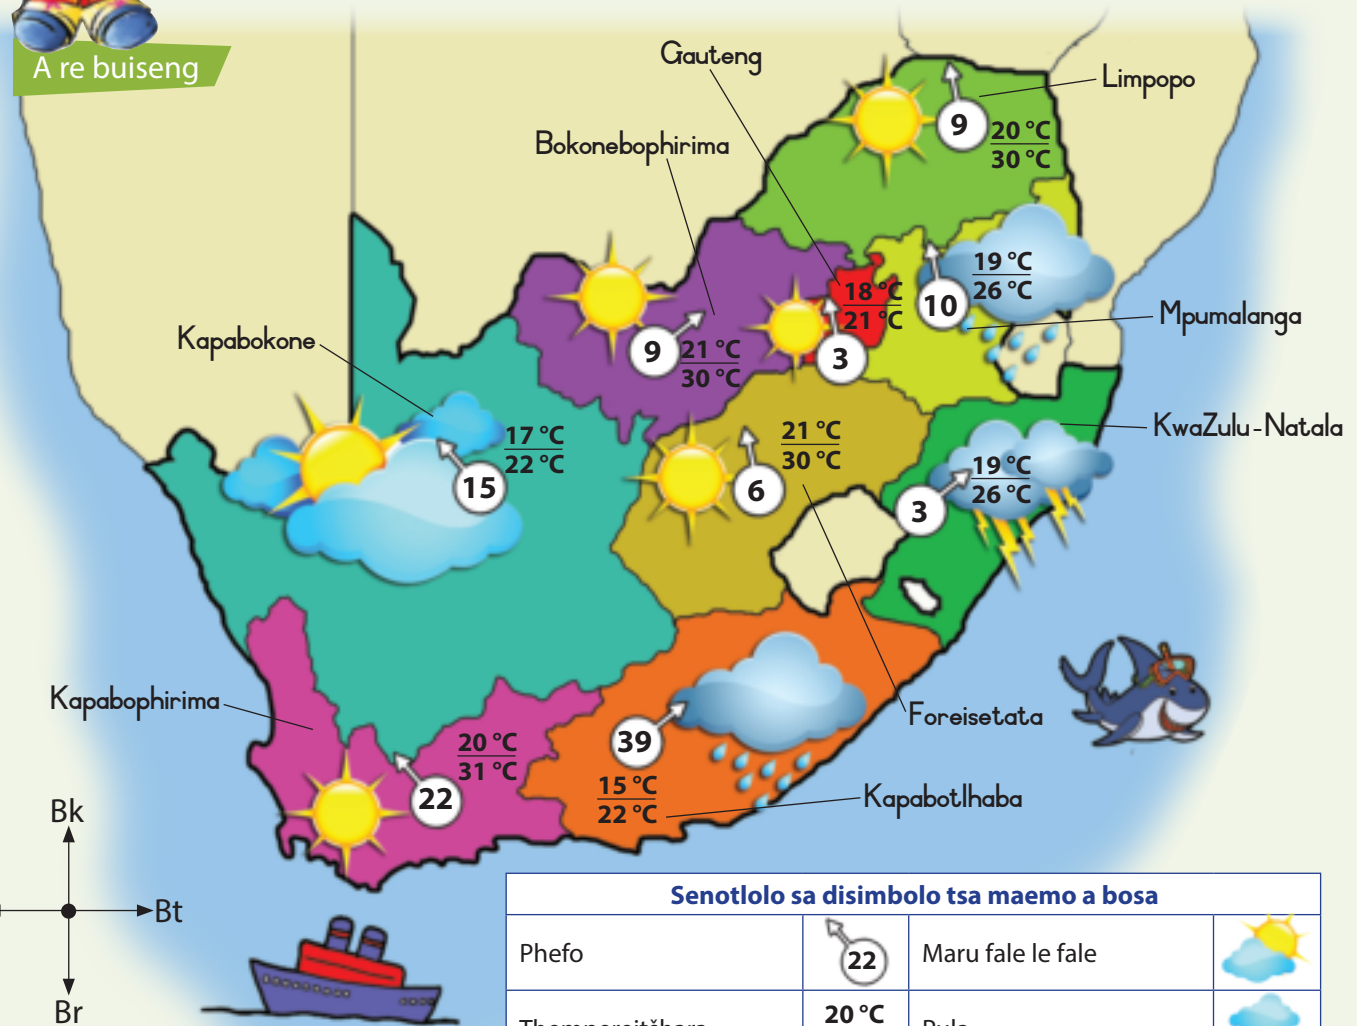 A re buiseng
Gauteng
Limpopo
Bokonebophirima
9
20 °C
30 °C
19 °C
26 °C
10
18 °C
21 °C
Mpumalanga
Kapabokone
9
21 °C
30 °C
3
KwaZulu-Natala
17 °C
22 °C
15
21 °C
30 °C
6
19 °C
26 °C
3
Kapabophirima
Foreisetata
39
20 °C
31 °C
22
15 °C
22 °C
Kapabotlhaba
Bk
Bt
Br
Senotlolo sa disimbolo tsa maemo a bosa
Phefo
22
Maru fale le fale
20 °C